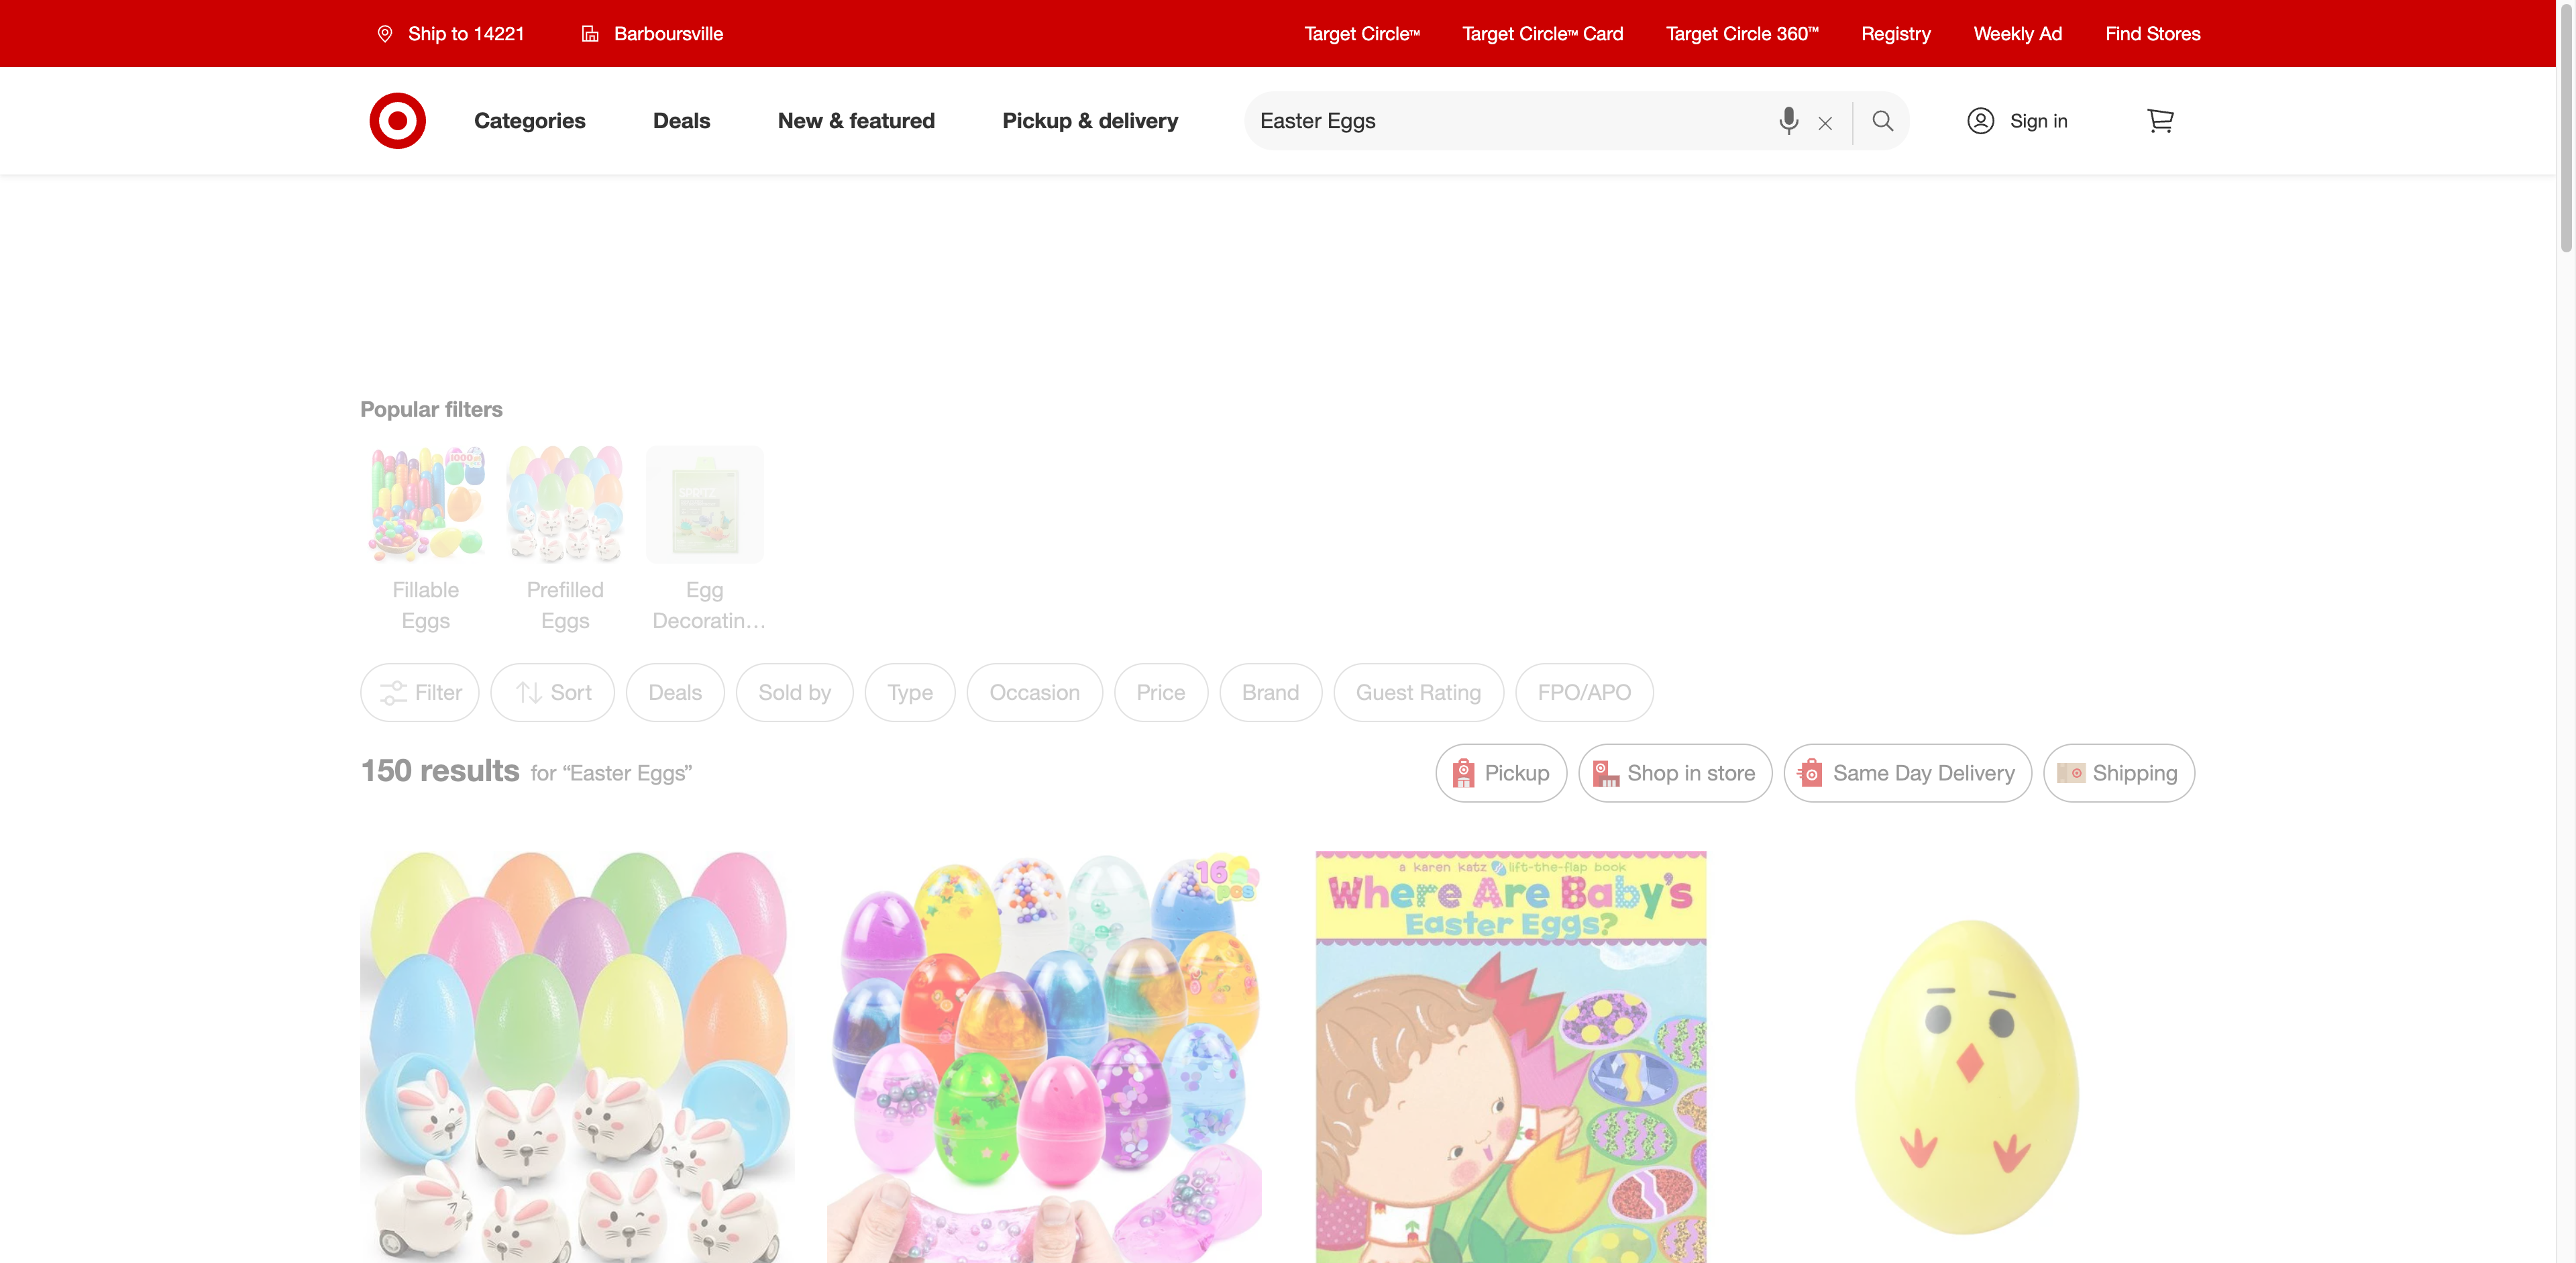 Ship to 14221
Barboursville
Target Circle™
Target Circle™ Card
Target Circle 360™
Registry
Weekly Ad
Find Stores
Categories
Deals
New & featured
Pickup & delivery
Easter Eggs
Sign in
Popular filters
Fillable
Eggs
Prefilled
Eggs
Egg
Decoratin…
Filter
Sort
Deals
Sold by
Type
Occasion
Price
Brand
Guest Rating
FPO/APO
150 results for “Easter Eggs”
Pickup
Shop in store
Same Day Delivery
Shipping
16
pcs
a karen katz lift-the-flap book
Where Are Baby's
Easter Eggs?